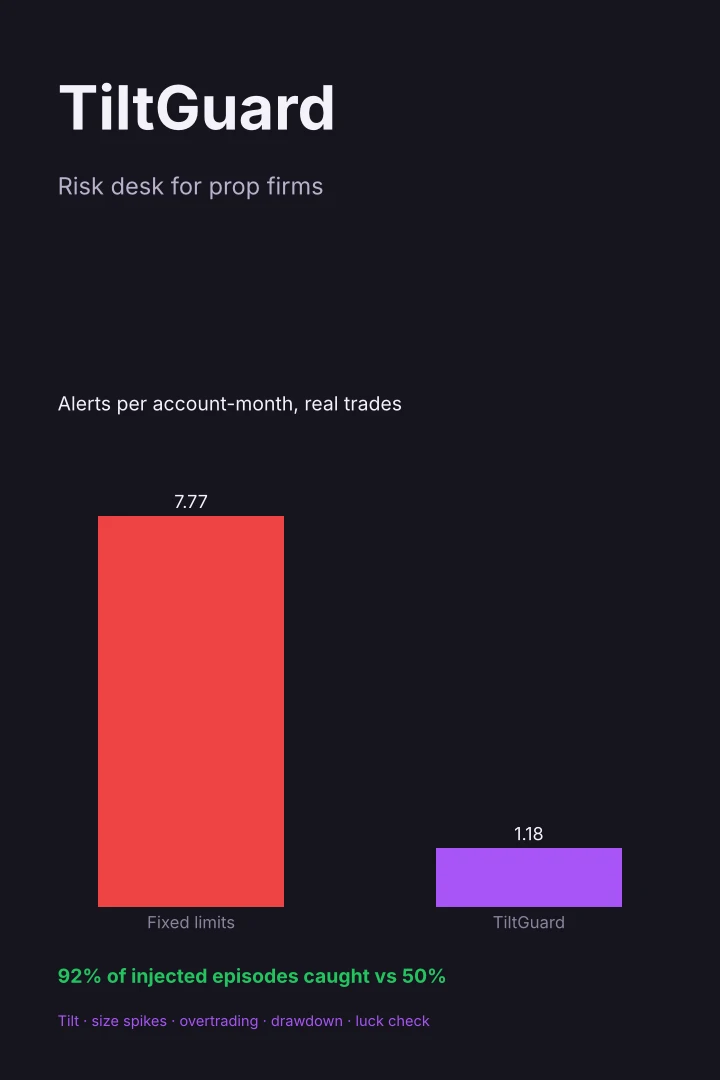 TiltGuard
Risk desk for prop firms
Alerts per account-month, real trades
7.77
1.18
Fixed limits
TiltGuard
92% of injected episodes caught vs 50%
Tilt · size spikes · overtrading · drawdown · luck check